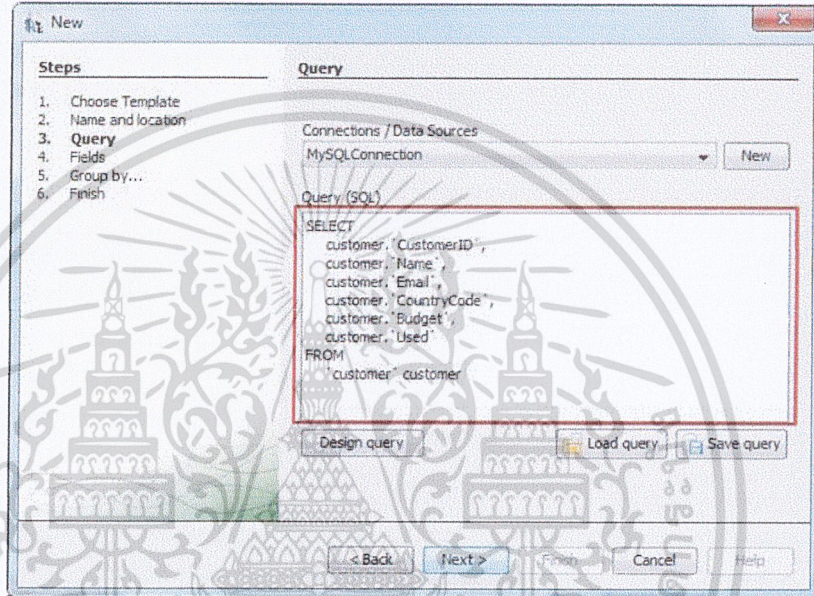 New
Steps
1. Choose Template
2. Name and location
3. Query
4. Fields
5. Group by...
6. Finish
Query
Connections / Data Sources
MySQLConnection
New
Query (SQL)
SELECT
customer.`CustomerID`,
customer.`Name`,
customer.`Email`,
customer.`CountryCode`,
customer.`Budget`,
customer.`Used`
FROM
`customer` customer
Design query
Load query
Save query
< Back
Next >
Finish
Cancel
Help